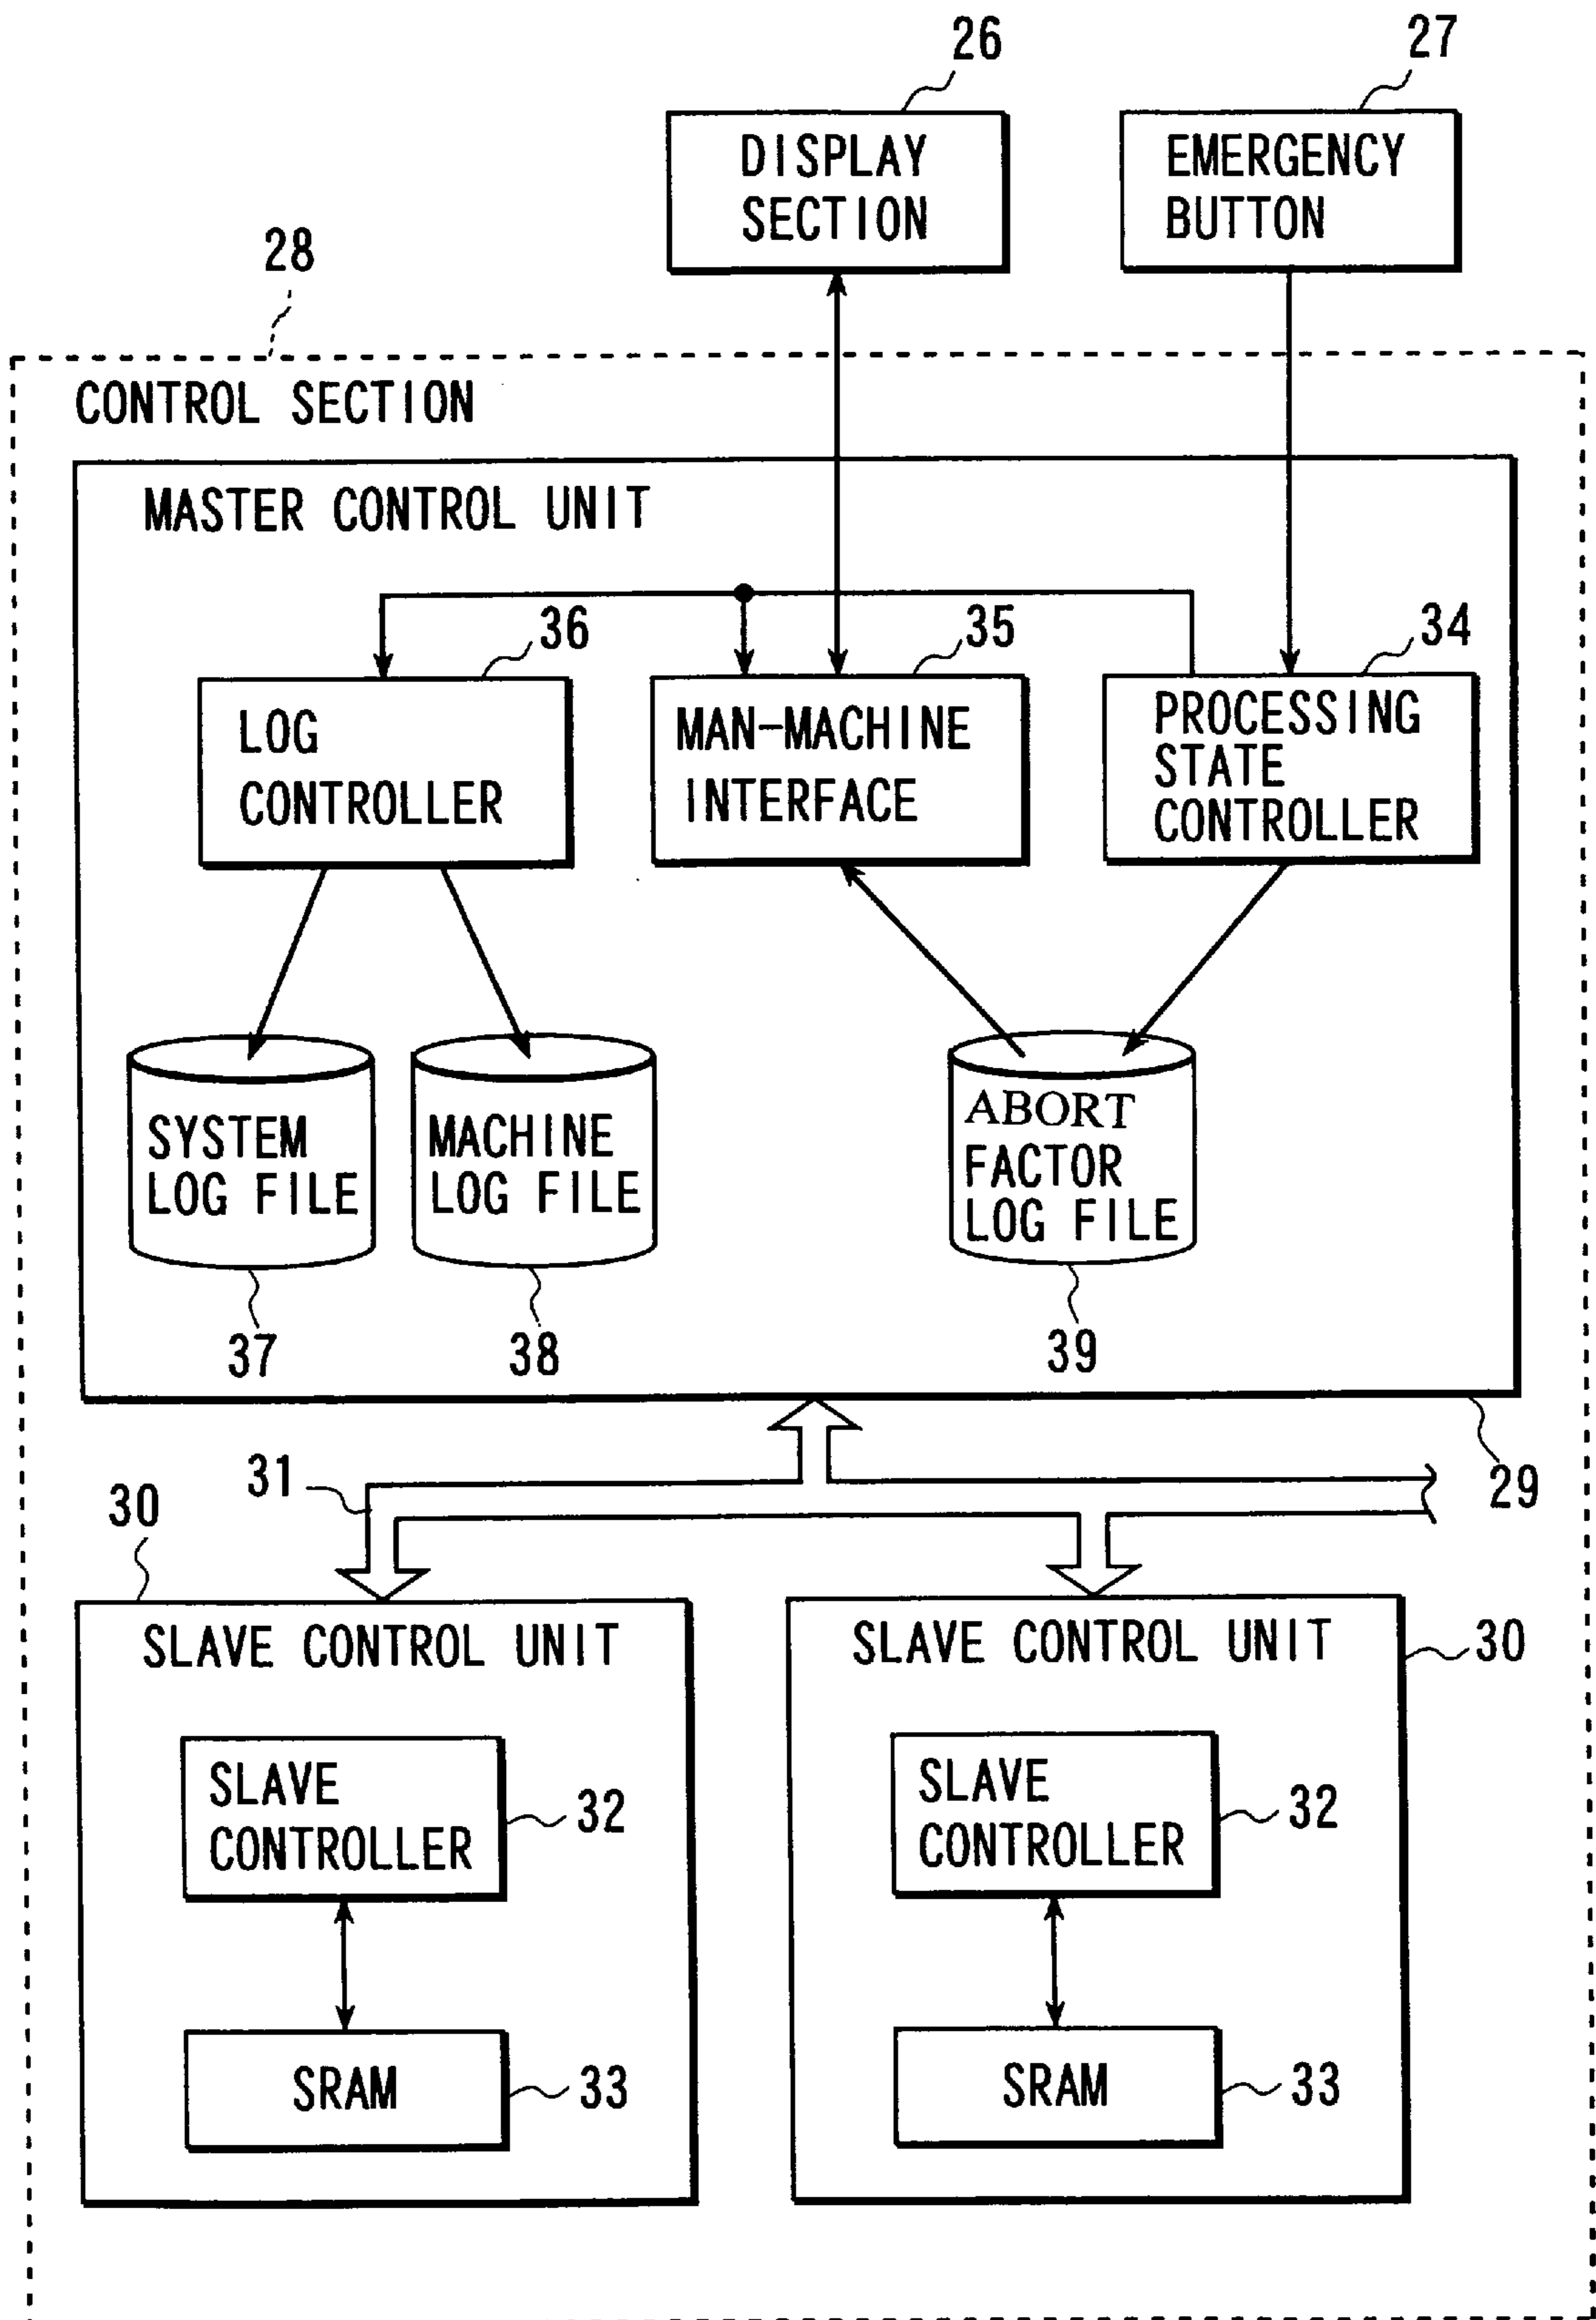 26
27
DISPLAY
SECTION
EMERGENCY
BUTTON
28
CONTROL SECTION
MASTER CONTROL UNIT
36
35
34
LOG
CONTROLLER
MAN-MACHINE
INTERFACE
PROCESSING
STATE
CONTROLLER
SYSTEM
LOG FILE
MACHINE
LOG FILE
ABORT
FACTOR
LOG FILE
37
38
39
31
29
30
SLAVE CONTROL UNIT
SLAVE CONTROL UNIT
30
SLAVE
CONTROLLER
32
SLAVE
CONTROLLER
32
SRAM
33
SRAM
33